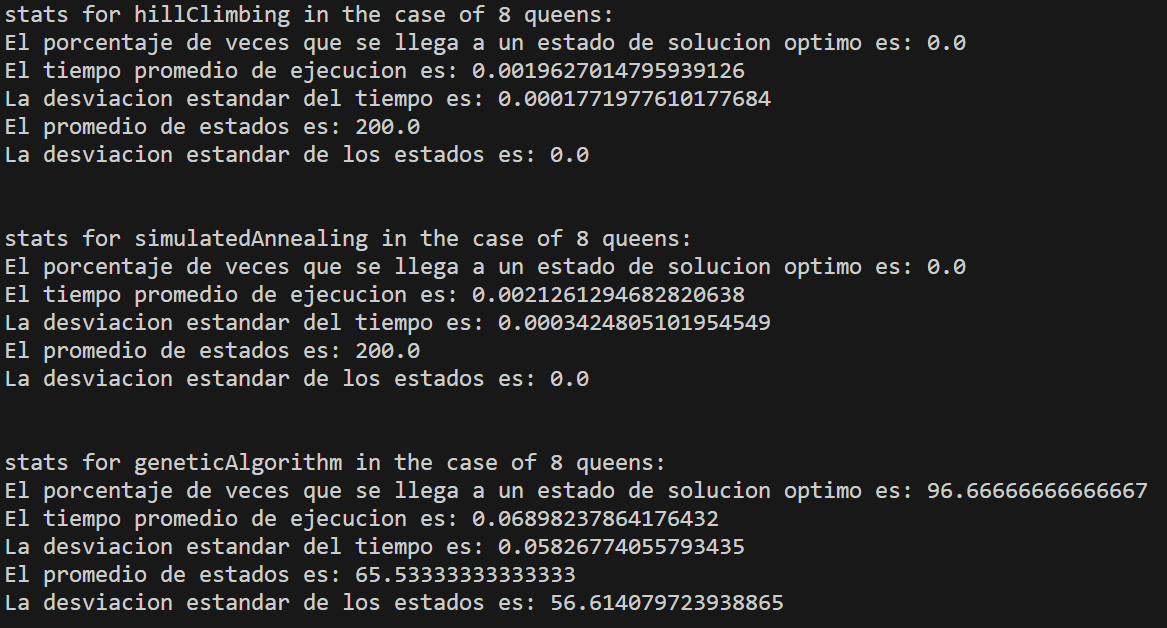 stats for hillClimbing in the case of 8 queens:
El porcentaje de veces que se llega a un estado de solucion optimo es: 0.0
El tiempo promedio de ejecucion es: 0.0019627014795939126
La desviacion estandar del tiempo es: 0.0001771977610177684
El promedio de estados es: 200.0
La desviacion estandar de los estados es: 0.0
stats for simulatedAnnealing in the case of 8 queens:
El porcentaje de veces que se llega a un estado de solucion optimo es: 0.0
El tiempo promedio de ejecucion es: 0.0021261294682820638
La desviacion estandar del tiempo es: 0.0003424805101954549
El promedio de estados es: 200.0
La desviacion estandar de los estados es: 0.0
stats for geneticAlgorithm in the case of 8 queens:
El porcentaje de veces que se llega a un estado de solucion optimo es: 96.66666666666667
El tiempo promedio de ejecucion es: 0.06898237864176432
La desviacion estandar del tiempo es: 0.05826774055793435
El promedio de estados es: 65.53333333333333
La desviacion estandar de los estados es: 56.614079723938865